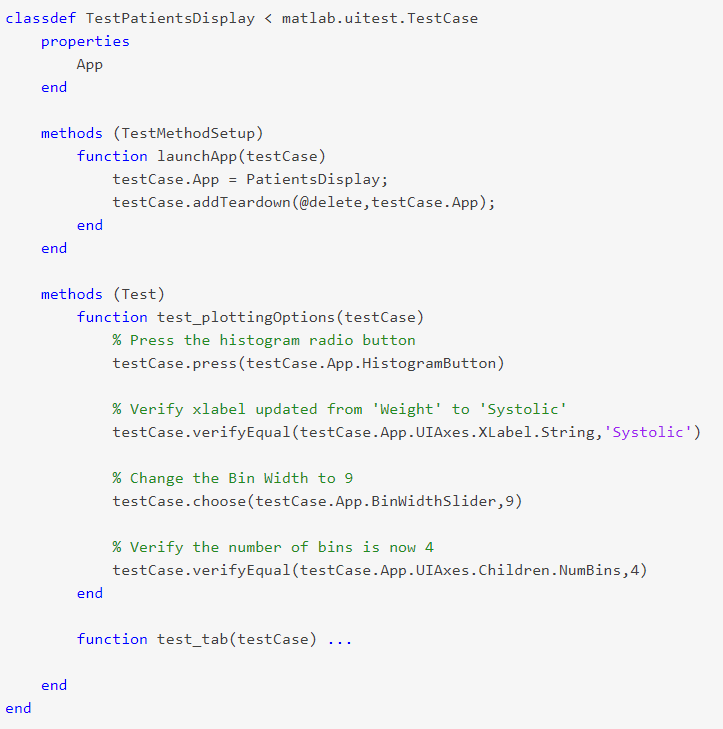 classdef TestPatientsDisplay < matlab.uitest.TestCase
    properties
        App
    end

    methods (TestMethodSetup)
        function launchApp(testCase)
            testCase.App = PatientsDisplay;
            testCase.addTeardown(@delete,testCase.App);
        end
    end

    methods (Test)
        function test_plottingOptions(testCase)
            % Press the histogram radio button
            testCase.press(testCase.App.HistogramButton)

            % Verify xlabel updated from 'Weight' to 'Systolic'
            testCase.verifyEqual(testCase.App.UIAxes.XLabel.String,'Systolic')

            % Change the Bin Width to 9
            testCase.choose(testCase.App.BinWidthSlider,9)

            % Verify the number of bins is now 4
            testCase.verifyEqual(testCase.App.UIAxes.Children.NumBins,4)
        end

        function test_tab(testCase) ...

    end
end